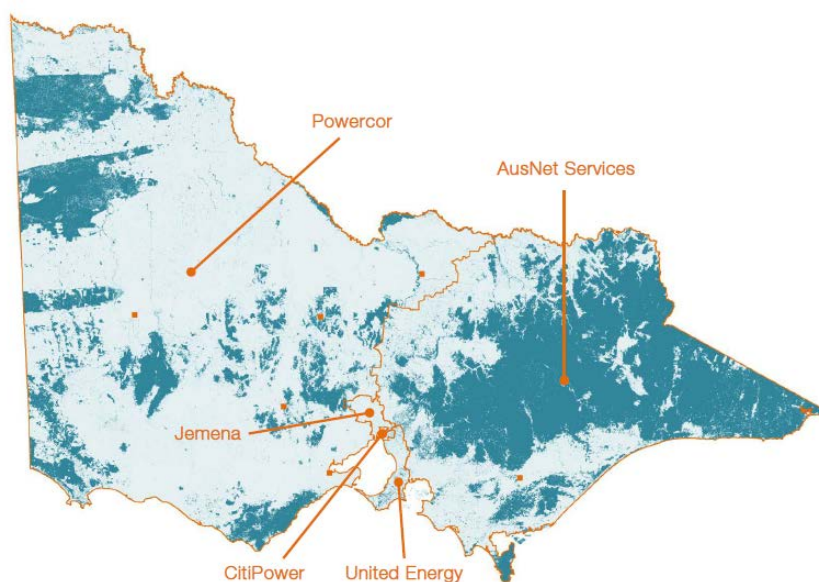 Powercor
AusNet Services
Jemena
CitiPower
United Energy